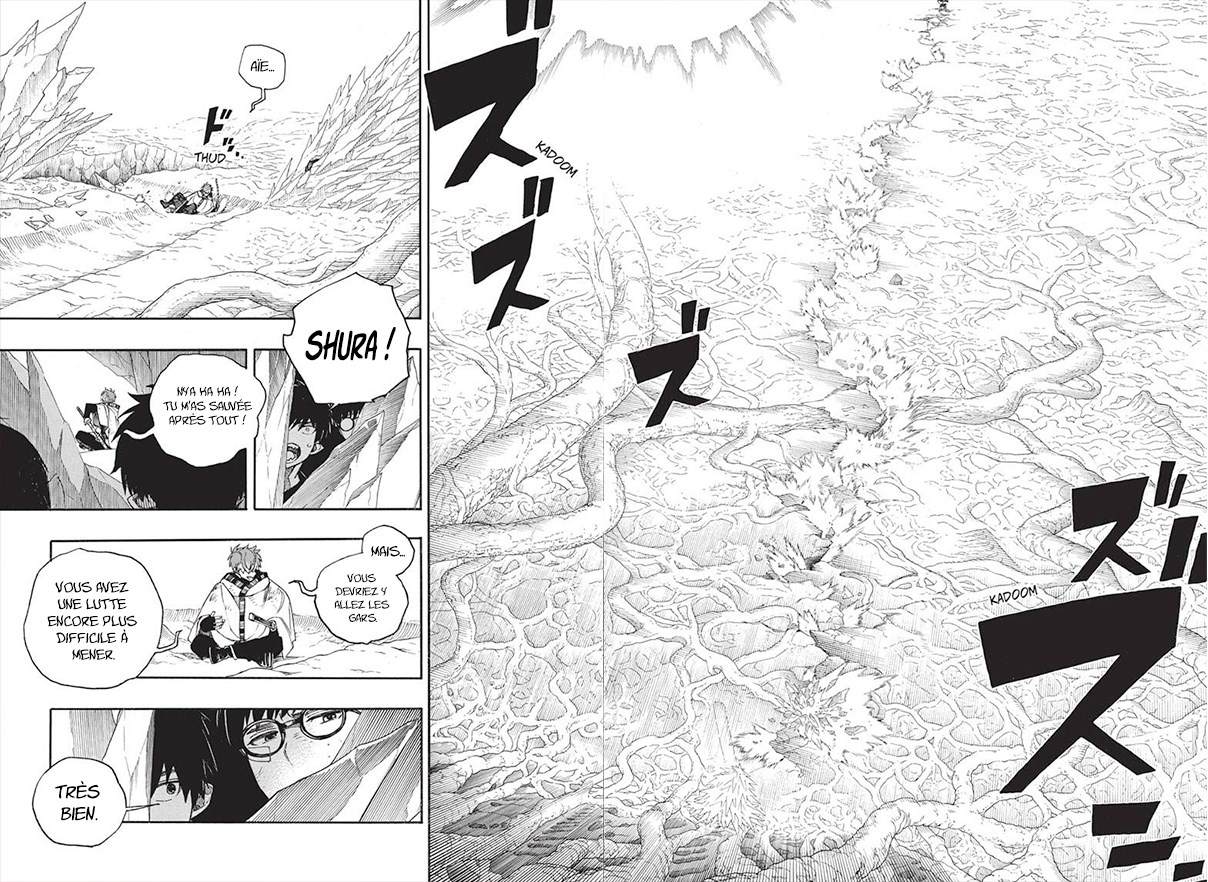 ズズズ
KADOOM
ズズズン
KADOOM
AÏE...
ドッ
THUD
SHURA !
NYA HA HA !
TU M'AS SAUVÉE
APRÈS TOUT !
MAIS...
VOUS
DEVRIEZ Y
ALLEZ LES
GARS.
VOUS AVEZ
UNE LUTTE
ENCORE PLUS
DIFFICILE À
MENER.
TRÈS
BIEN.